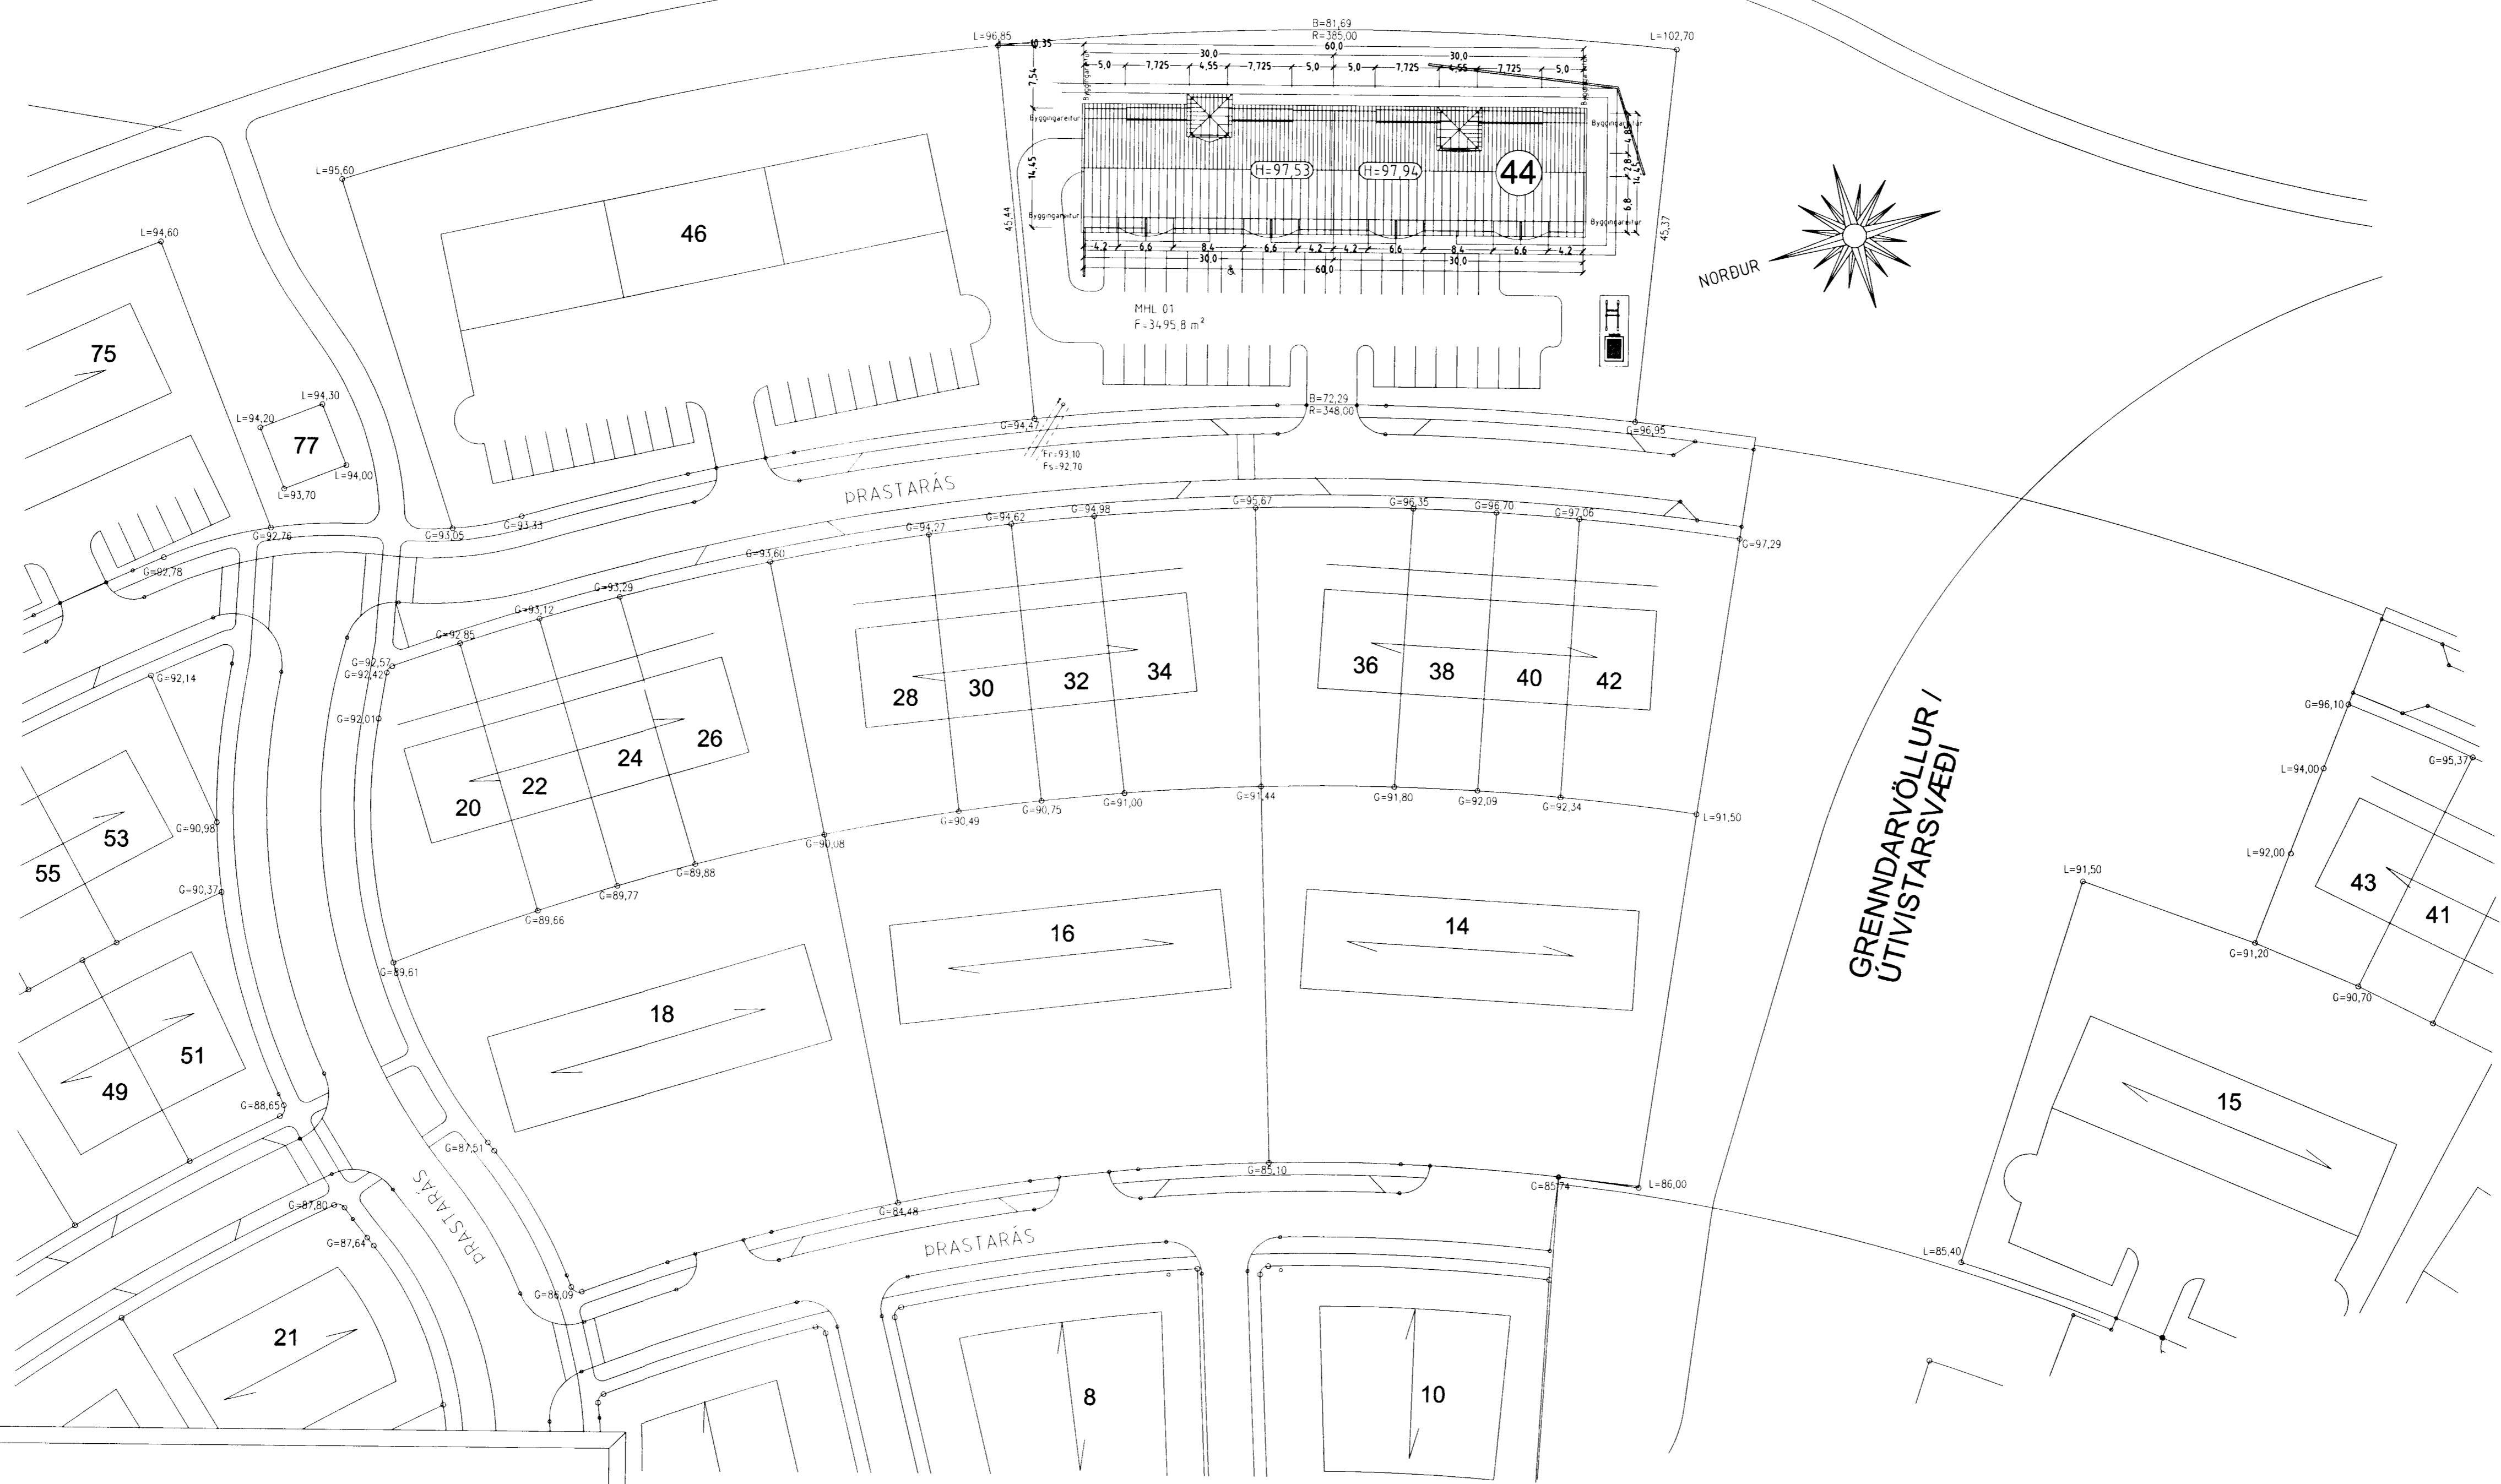 B=81,69
R=385,00
L=96,85
L=102,70
10,35
60,0
30,0
30,0
5,0
7,725
4,55
7,725
5,0
5,0
7,725
4,55
7,725
5,0
7,54
14,45
45,44
45,37
Byggingareitur
Byggingareitur
Byggingareitur
Byggingareitur
H=97,53
H=97,94
44
4,85
2,8
14,45
6,8
4,2
6,6
8,4
6,6
4,2
4,2
6,6
8,4
6,6
4,2
30,0
30,0
60,0
MHL 01
F=3495,8 m²
NORÐUR
L=95,60
46
L=94,60
75
L=94,30
L=94,20
77
L=94,00
L=93,70
B=72,29
R=348,00
G=94,47
G=96,95
Fr=93,10
Fs=92,70
ÞRASTARÁS
G=92,76
G=93,05
G=93,33
G=92,78
G=93,60
G=94,27
G=94,62
G=94,98
G=95,67
G=96,35
G=96,70
G=97,06
G=97,29
G=93,29
G=93,12
G=92,85
G=92,57
G=92,42
G=92,14
G=92,01
28
30
32
34
36
38
40
42
20
22
24
26
G=96,10
G=95,37
L=94,00
L=92,00
GRENNDARVÖLLUR /
ÚTIVISTARSVÆÐI
53
55
G=90,98
G=90,37
G=90,08
G=90,49
G=90,75
G=91,00
G=91,44
G=91,80
G=92,09
G=92,34
L=91,50
G=89,88
G=89,77
G=89,66
G=89,61
L=91,50
43
41
G=91,20
G=90,70
16
14
18
51
49
G=88,65
15
G=87,51
G=85,10
G=85,74
L=86,00
G=87,80
G=87,64
G=84,48
ÞRASTARÁS
ÞRASTARÁS
L=85,40
G=86,09
21
8
10